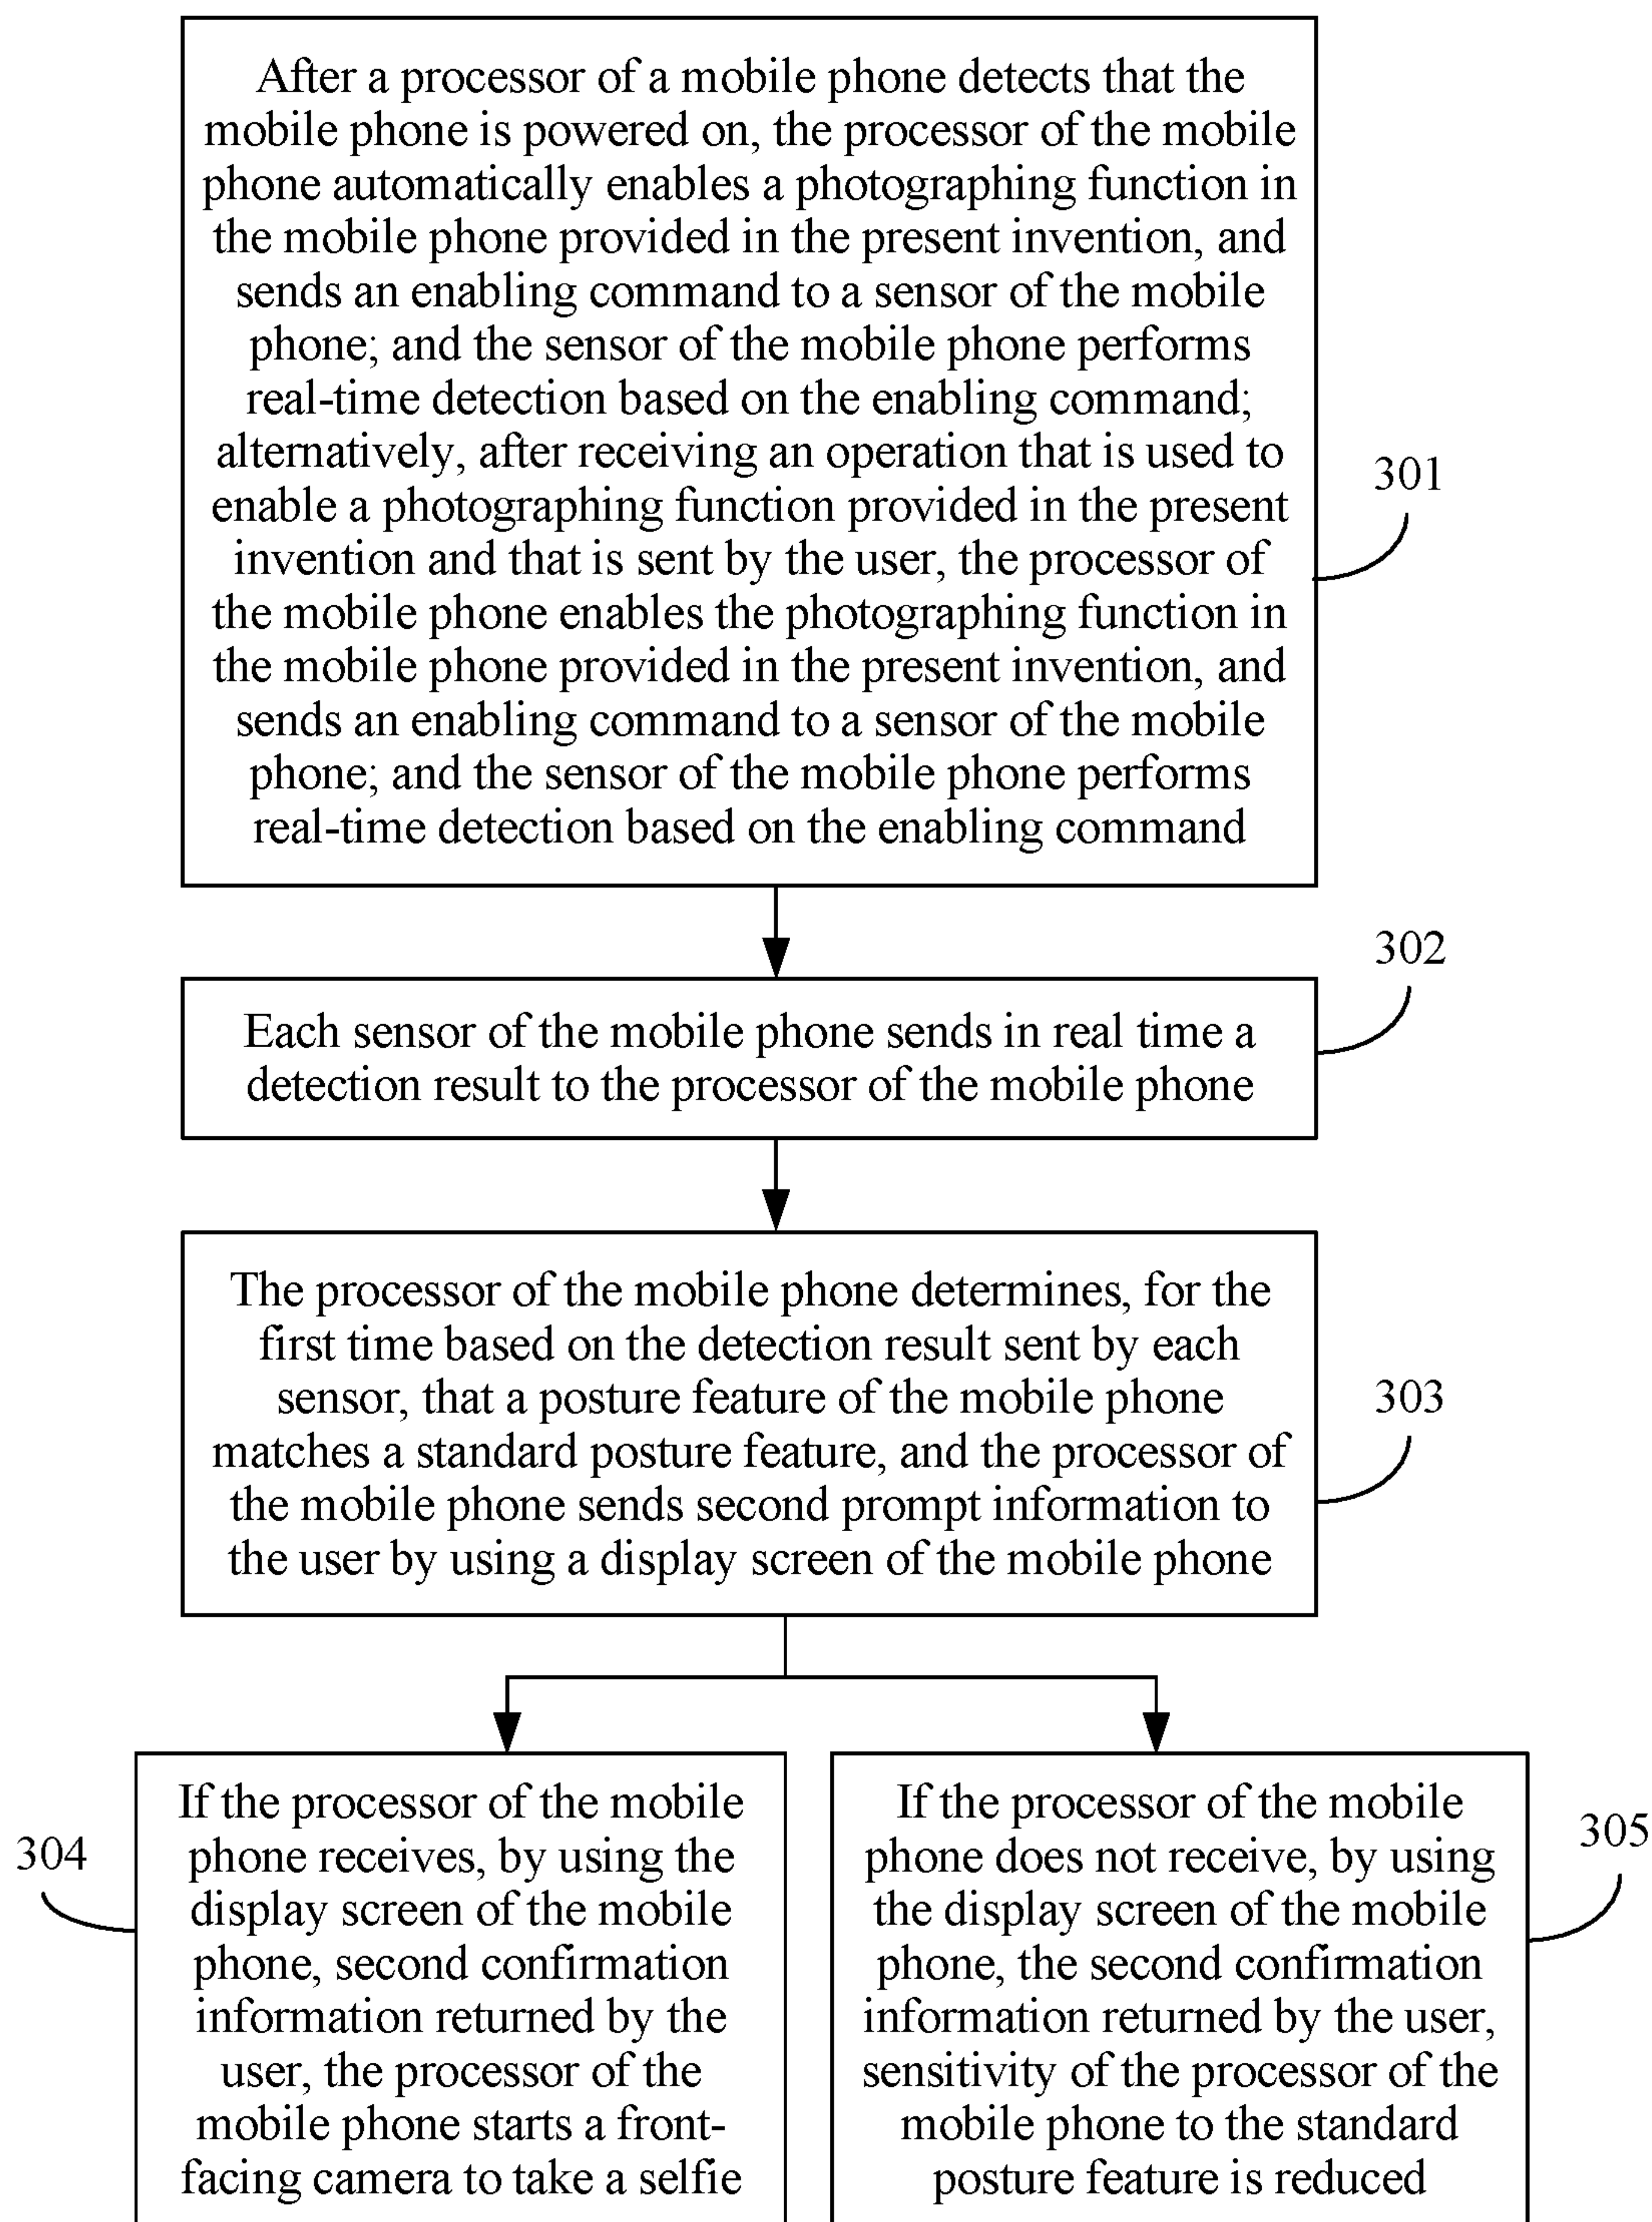 After a processor of a mobile phone detects that the
mobile phone is powered on, the processor of the mobile
phone automatically enables a photographing function in
the mobile phone provided in the present invention, and
sends an enabling command to a sensor of the mobile
phone; and the sensor of the mobile phone performs
real-time detection based on the enabling command;
alternatively, after receiving an operation that is used to
enable a photographing function provided in the present
invention and that is sent by the user, the processor of
the mobile phone enables the photographing function in
the mobile phone provided in the present invention, and
sends an enabling command to a sensor of the mobile
phone; and the sensor of the mobile phone performs
real-time detection based on the enabling command
301
302
Each sensor of the mobile phone sends in real time a
detection result to the processor of the mobile phone
The processor of the mobile phone determines, for the
first time based on the detection result sent by each
sensor, that a posture feature of the mobile phone
matches a standard posture feature, and the processor of
the mobile phone sends second prompt information to
the user by using a display screen of the mobile phone
303
304
If the processor of the mobile
phone receives, by using the
display screen of the mobile
phone, second confirmation
information returned by the
user, the processor of the
mobile phone starts a front-
facing camera to take a selfie
If the processor of the mobile
phone does not receive, by using
the display screen of the mobile
phone, the second confirmation
information returned by the user,
sensitivity of the processor of the
mobile phone to the standard
posture feature is reduced
305